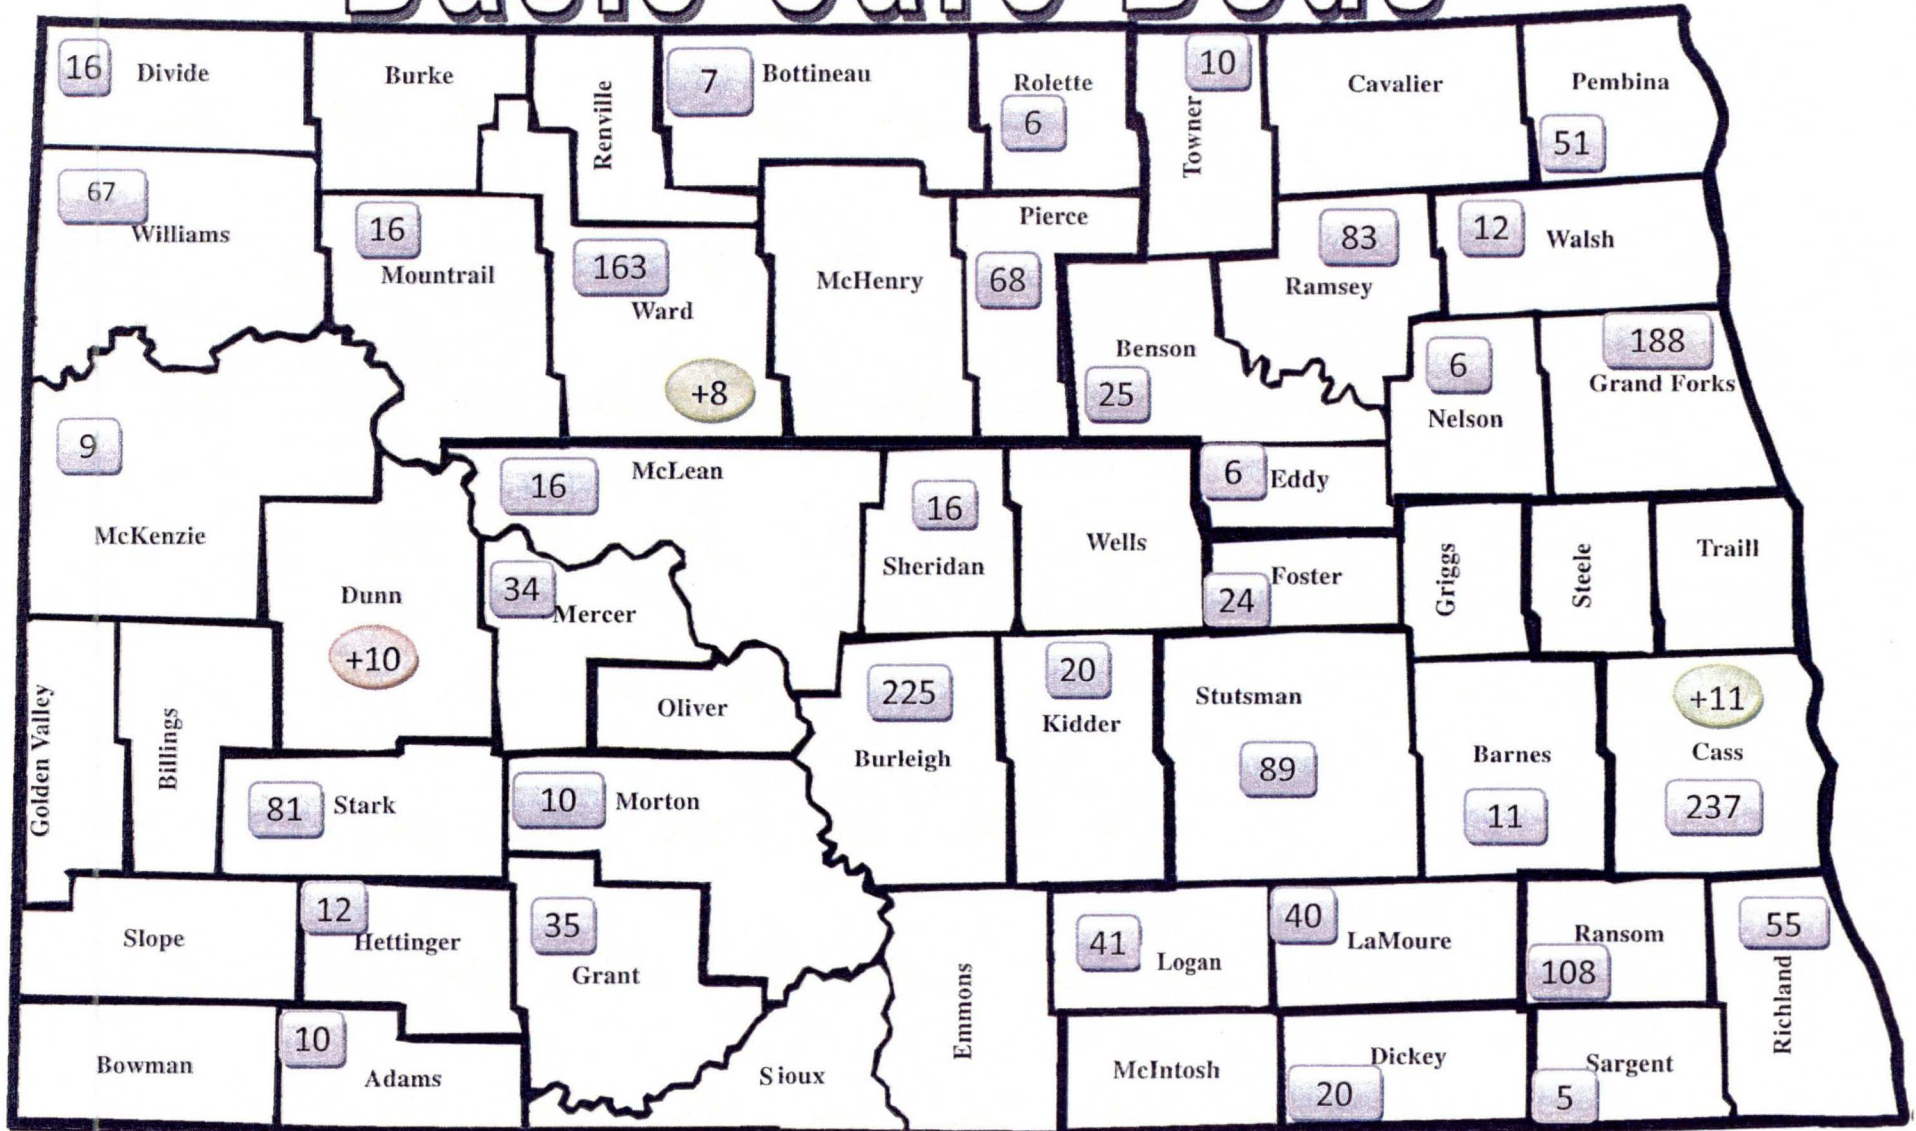 Basic Care Beds
16 Divide
Burke
Renville
7 Bottineau
Rolette
6
10
Towner
Cavalier
Pembina
51
67
Williams
16
Mountrail
163
Ward
+8
McHenry
Pierce
68
Benson
25
83
Ramsey
12 Walsh
6
Nelson
188
Grand Forks
9
McKenzie
Dunn
+10
16 McLean
34
Mercer
Oliver
16
Sheridan
Wells
6 Eddy
Foster
24
Griggs
Steele
Traill
Golden Valley
Billings
81 Stark
10 Morton
225
Burleigh
20
Kidder
Stutsman
89
Barnes
11
+11
Cass
237
Slope
12
Hettinger
35
Grant
Emmons
41 Logan
40
LaMoure
Ransom
108
55
Richland
Bowman
10
Adams
Sioux
McIntosh
Dickey
20
Sargent
5